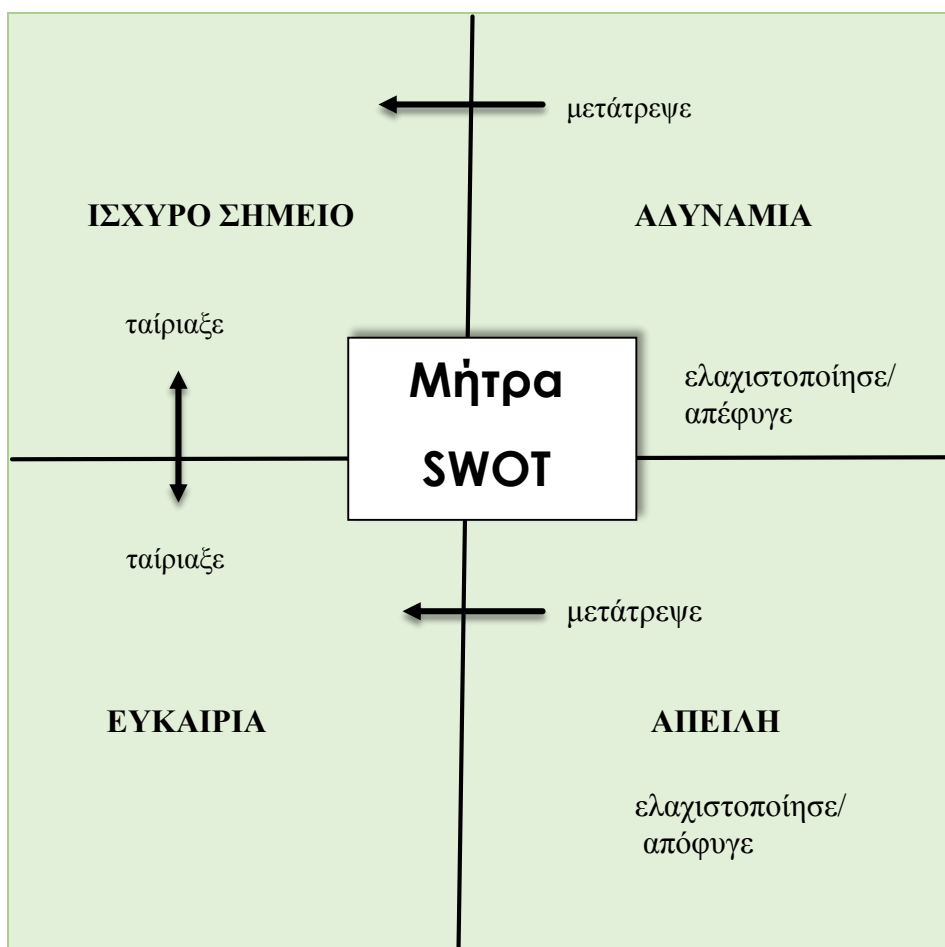 μετάτρεψε
ΙΣΧΥΡΟ ΣΗΜΕΙΟ
ΑΔΥΝΑΜΙΑ
ταίριαξε
Μήτρα
SWOT
ελαχιστοποίησε/
απέφυγε
ταίριαξε
μετάτρεψε
ΕΥΚΑΙΡΙΑ
ΑΠΕΙΛΗ
ελαχιστοποίησε/
απόφυγε